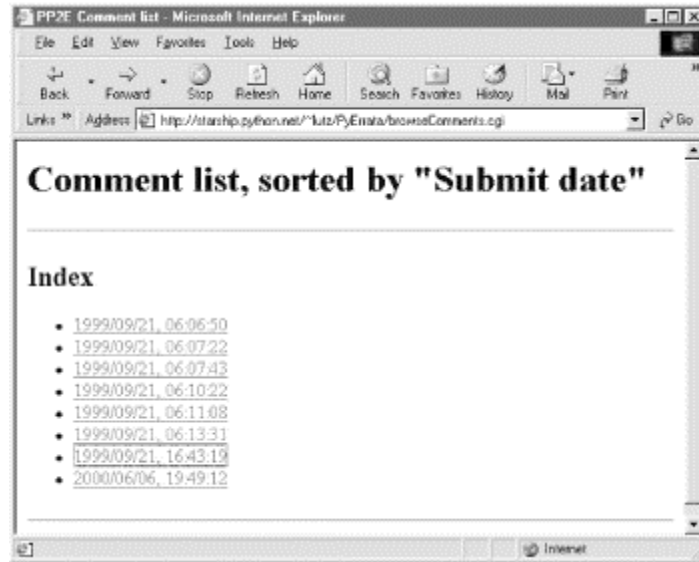 PP2E Comment list - Microsoft Internet Explorer
File Edit View Favorites Tools Help
Back Forward Stop Refresh Home Search Favorites History Mail Print
Links » Address http://starship.python.net/~lutz/PyErrata/browseComments.cgi Go
Comment list, sorted by "Submit date"
Index
• 1999/09/21, 06:06:50
• 1999/09/21, 06:07:22
• 1999/09/21, 06:07:43
• 1999/09/21, 06:10:22
• 1999/09/21, 06:11:08
• 1999/09/21, 06:13:31
• 1999/09/21, 16:43:19
• 2000/06/06, 19:49:12
Internet